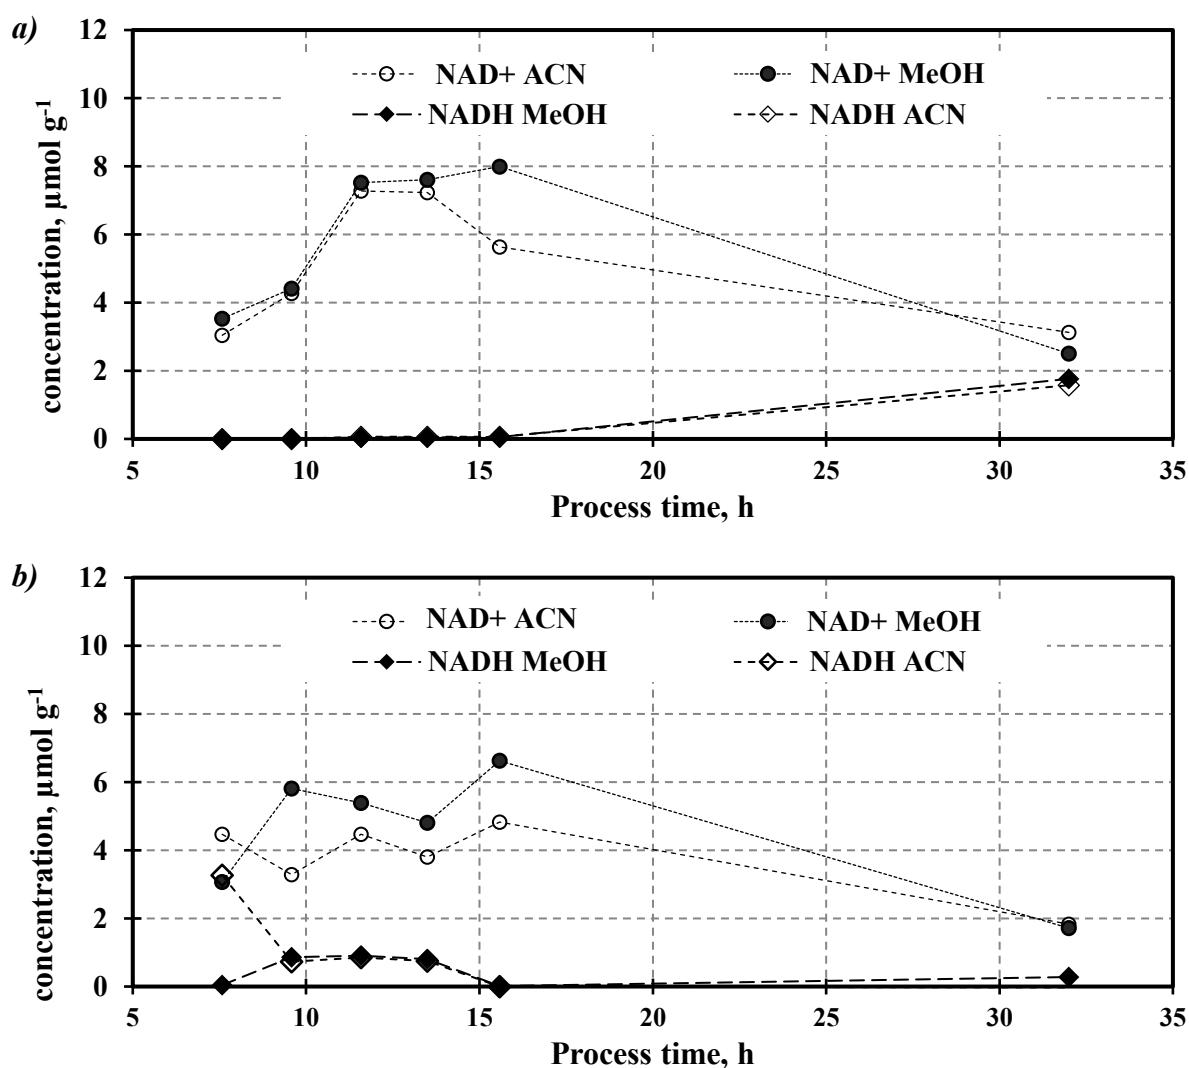 a)
12
10
8
6
4
2
0
concentration, µmol g-1
NAD+ ACN
NAD+ MeOH
NADH MeOH
NADH ACN
5 10 15 20 25 30 35
Process time, h
b)
12
10
8
6
4
2
0
concentration, µmol g-1
NAD+ ACN
NAD+ MeOH
NADH MeOH
NADH ACN
5 10 15 20 25 30 35
Process time, h